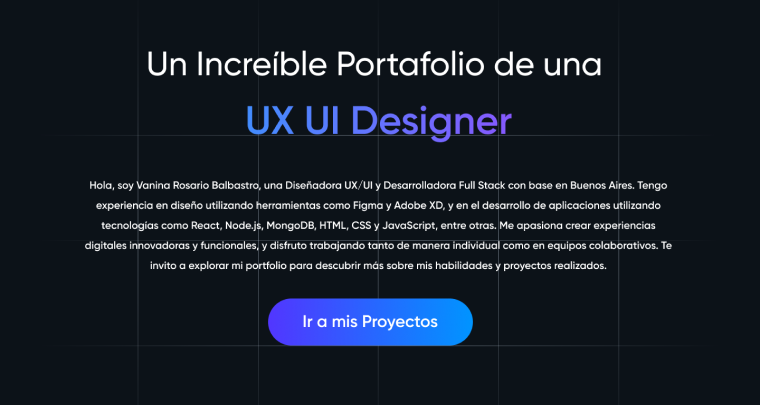 Un Increíble Portafolio de una
UX UI Designer
Hola, soy Vanina Rosario Balbastro, una Diseñadora UX/UI y Desarrolladora Full Stack con base en Buenos Aires. Tengo
experiencia en diseño utilizando herramientas como Figma y Adobe XD, y en el desarrollo de aplicaciones utilizando
tecnologías como React, Node.js, MongoDB, HTML, CSS y JavaScript, entre otras. Me apasiona crear experiencias
digitales innovadoras y funcionales, y disfruto trabajando tanto de manera individual como en equipos colaborativos. Te
invito a explorar mi portfolio para descubrir más sobre mis habilidades y proyectos realizados.
Ir a mis Proyectos